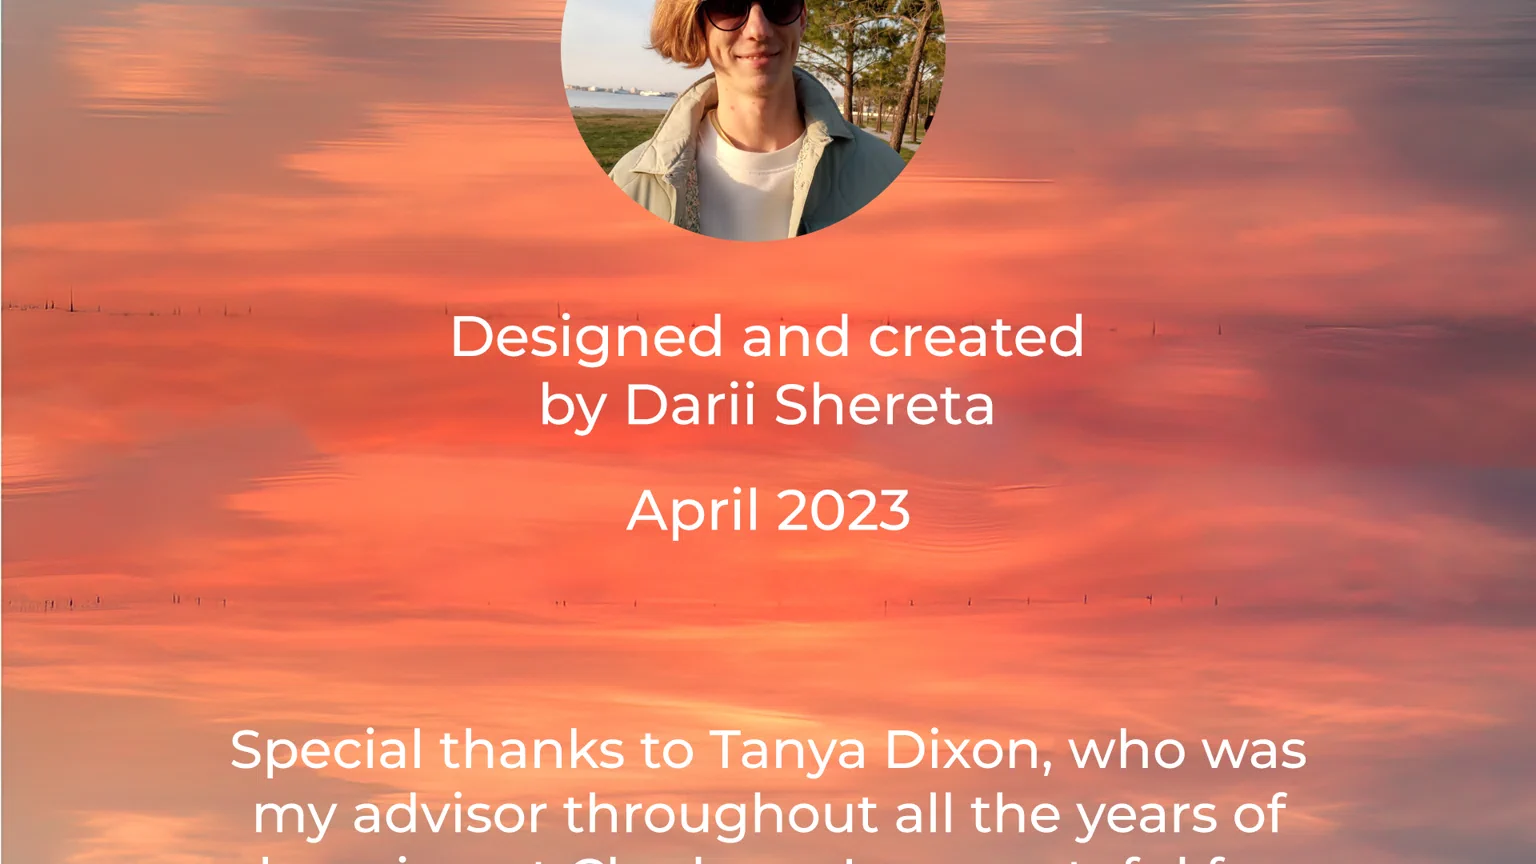 Designed and created
by Darii Shereta
April 2023
Special thanks to Tanya Dixon, who was
my advisor throughout all the years of